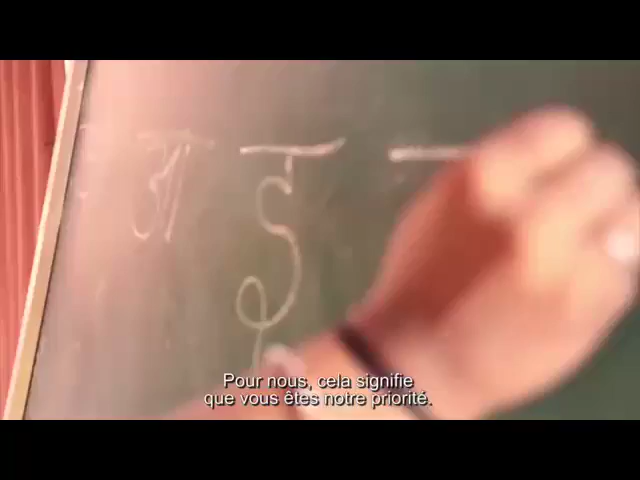 आ इ
Pour nous, cela signifie
que vous êtes notre priorité.